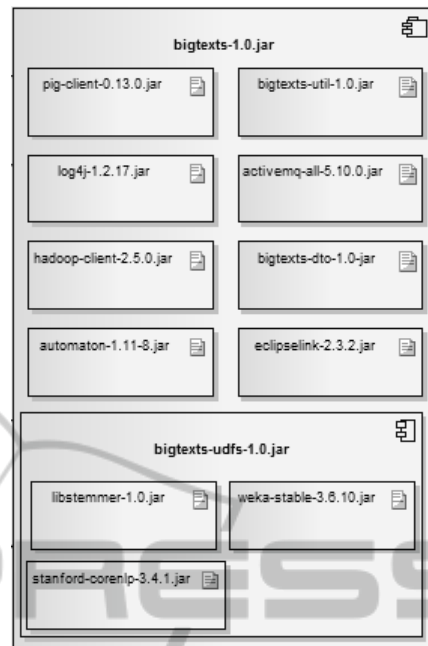 bigtexts-1.0.jar
pig-client-0.13.0.jar
bigtexts-util-1.0.jar
log4j-1.2.17.jar
activemq-all-5.10.0.jar
hadoop-client-2.5.0.jar
bigtexts-dto-1.0-jar
automaton-1.11-8.jar
eclipselink-2.3.2.jar
bigtexts-udfs-1.0.jar
libstemmer-1.0.jar
weka-stable-3.6.10.jar
stanford-corenlp-3.4.1.jar
PRESS